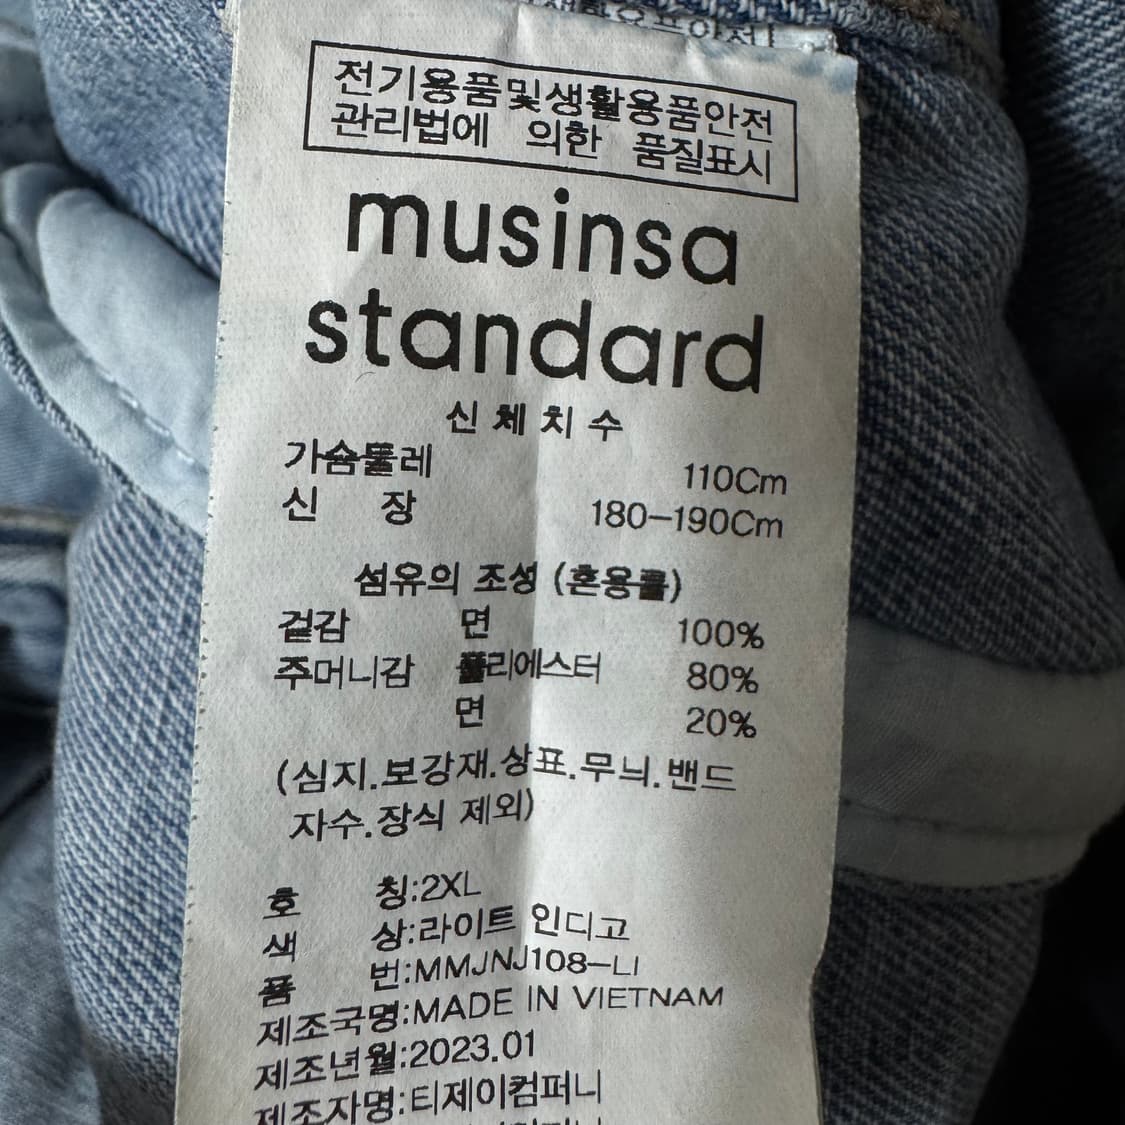 전기용품및생활용품안전
관리법에 의한 품질표시
musinsa
standard
신체치수
가슴둘레 110Cm
신 장 180-190Cm
섬유의 조성 (혼용률)
겉감 면 100%
주머니감 폴리에스터 80%
면 20%
(심지.보강재.상표.무늬.밴드
자수.장식 제외)
호 칭:2XL
색 상:라이트 인디고
품 번:MMJNJ108-LI
제조국명:MADE IN VIETNAM
제조년월:2023.01
제조자명:티제이컴퍼니